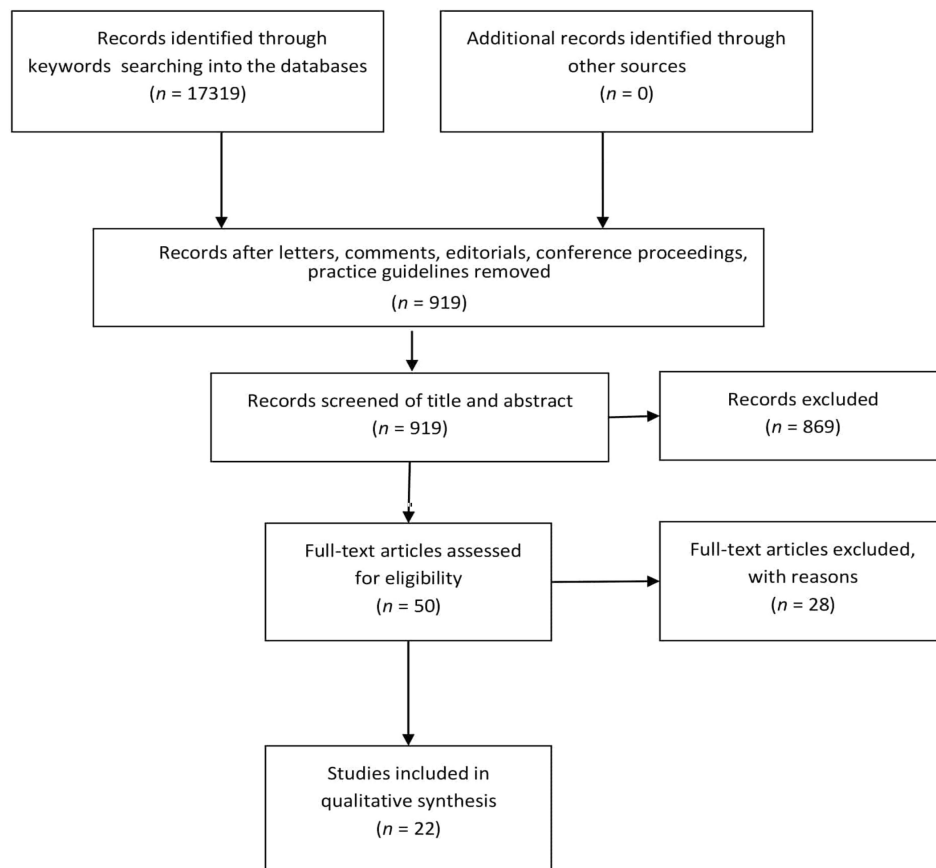 Records identified through
keywords searching into the databases
(n = 17319)
Additional records identified through
other sources
(n = 0)
Records after letters, comments, editorials, conference proceedings,
practice guidelines removed
(n = 919)
Records screened of title and abstract
(n = 919)
Records excluded
(n = 869)
Full-text articles assessed
for eligibility
(n = 50)
Full-text articles excluded,
with reasons
(n = 28)
Studies included in
qualitative synthesis
(n = 22)